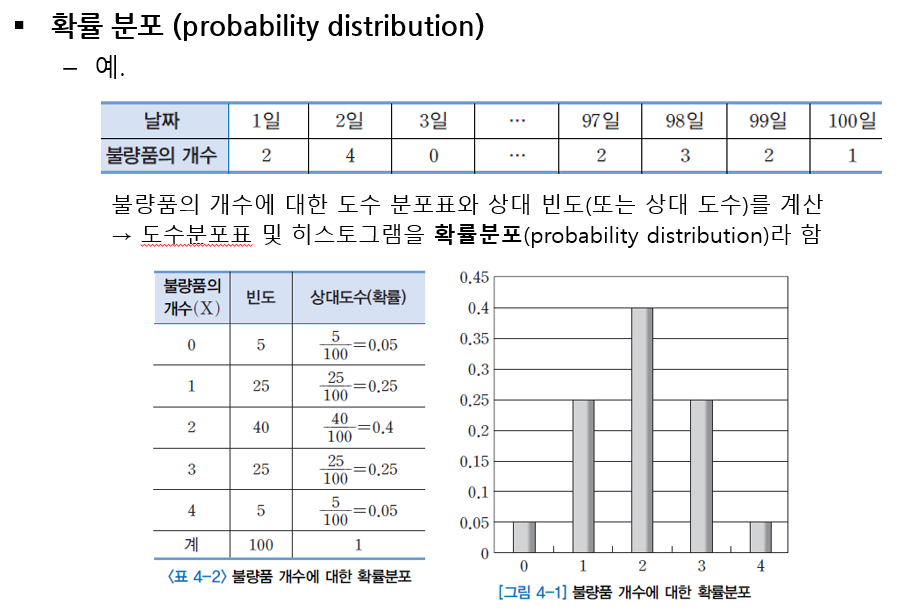 ▪ 확률 분포 (probability distribution)
– 예.
날짜 1일 2일 3일 … 97일 98일 99일 100일
불량품의 개수 2 4 0 … 2 3 2 1
불량품의 개수에 대한 도수 분포표와 상대 빈도(또는 상대 도수)를 계산
→ 도수분포표 및 히스토그램을 확률분포(probability distribution)라 함
불량품의 개수(X) 빈도 상대도수(확률)
0 5 5/100=0.05
1 25 25/100=0.25
2 40 40/100=0.4
3 25 25/100=0.25
4 5 5/100=0.05
계 100 1
〈표 4-2〉 불량품 개수에 대한 확률분포
0.45
0.4
0.35
0.3
0.25
0.2
0.15
0.1
0.05
0
0 1 2 3 4
[그림 4-1] 불량품 개수에 대한 확률분포